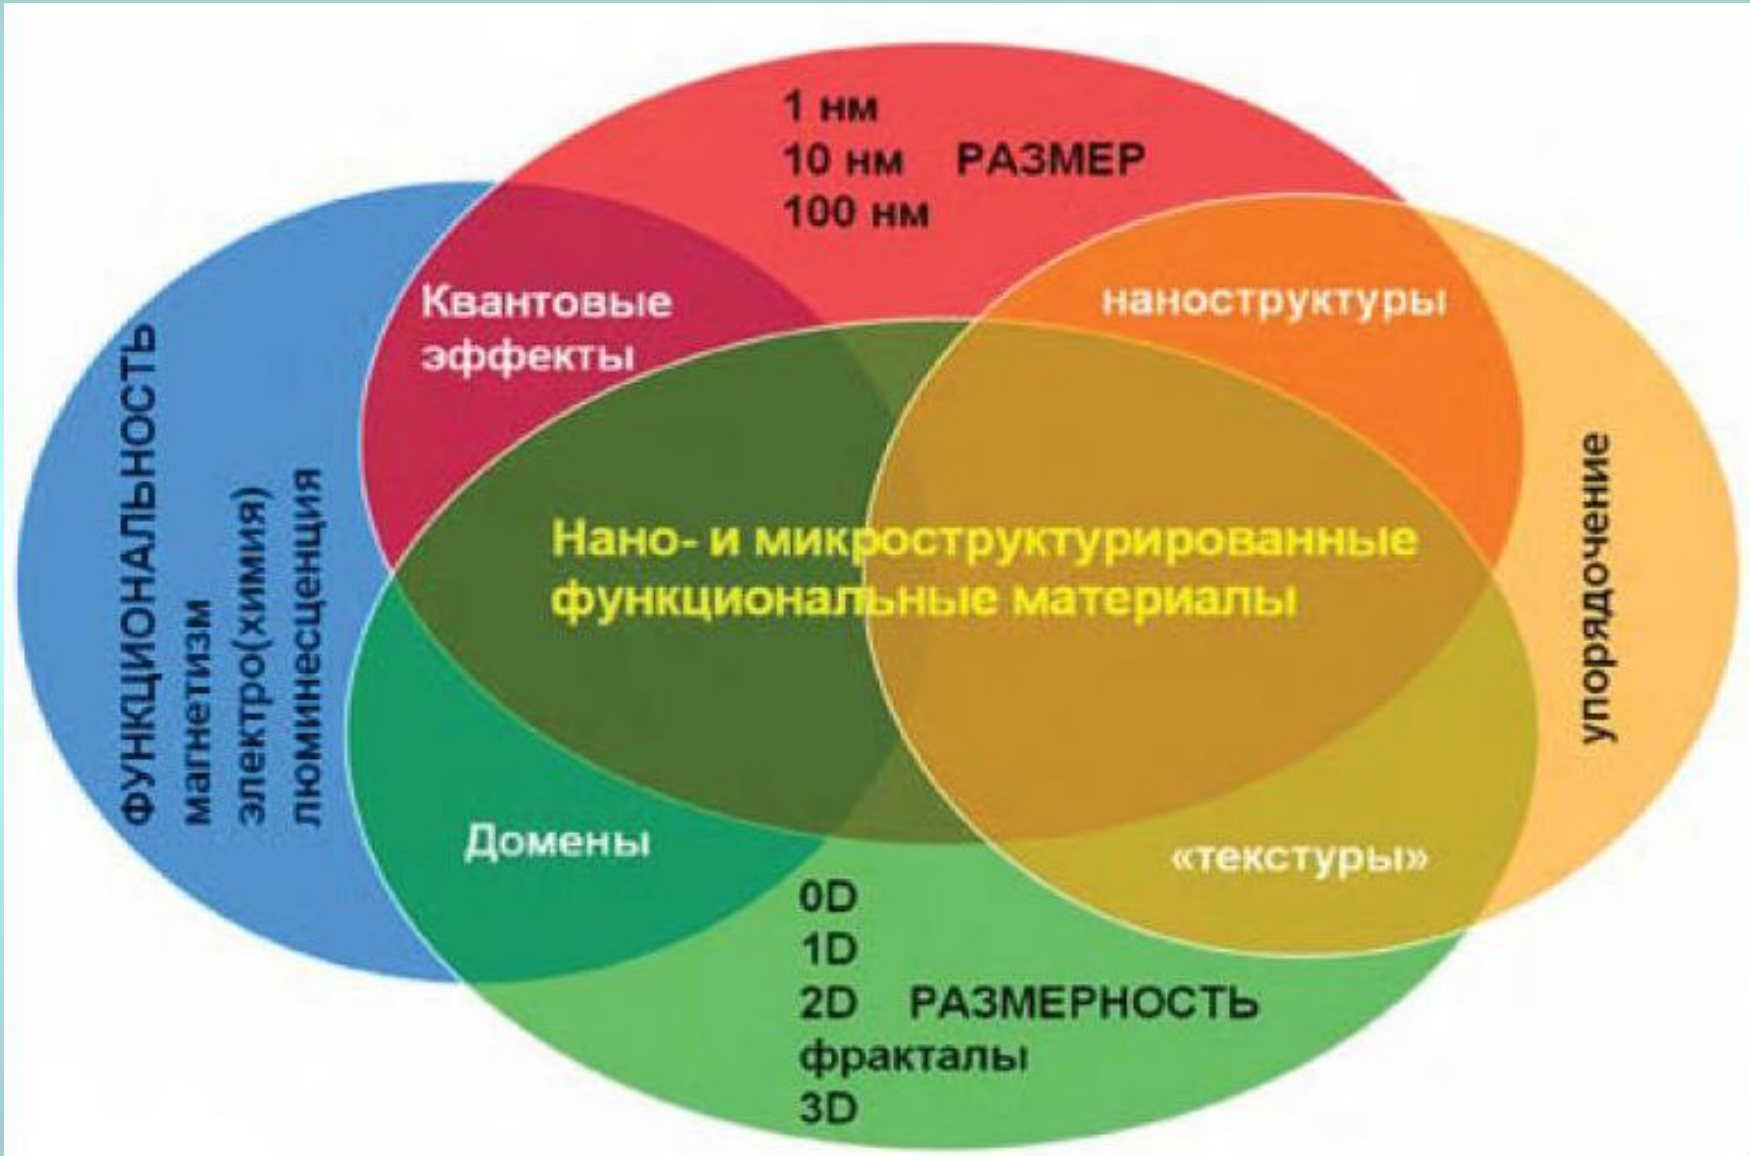 1 нм
10 нм РАЗМЕР
100 нм
Квантовые
эффекты
наноструктуры
ФУНКЦИОНАЛЬНОСТЬ
магнетизм
электро(химия)
люминесценция
Нано- и микроструктурированные
функциональные материалы
упорядочение
Домены
«текстуры»
0D
1D
2D РАЗМЕРНОСТЬ
фракталы
3D